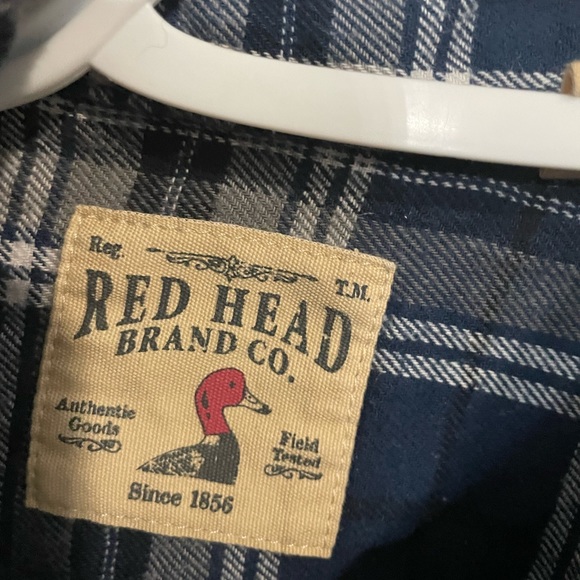 Reg. T.M.
RED HEAD
BRAND CO.
Authentic
Goods
Field
Tested
Since 1856